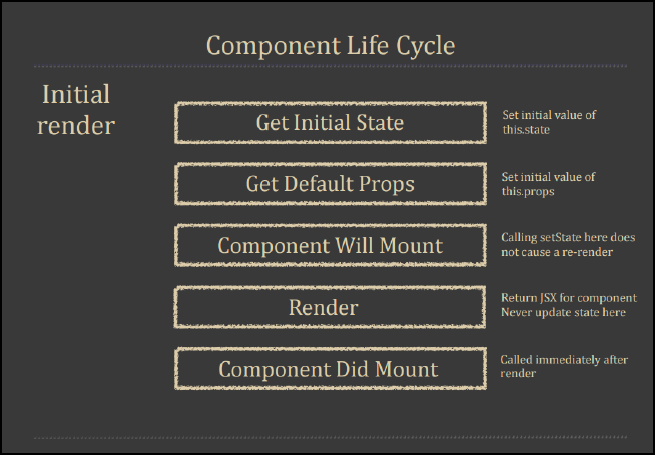 Component Life Cycle
Initial
render
Get Initial State
Set initial value of
this.state
Get Default Props
Set initial value of
this.props
Component Will Mount
Calling setState here does
not cause a re-render
Render
Return JSX for component
Never update state here
Component Did Mount
Called immediately after
render